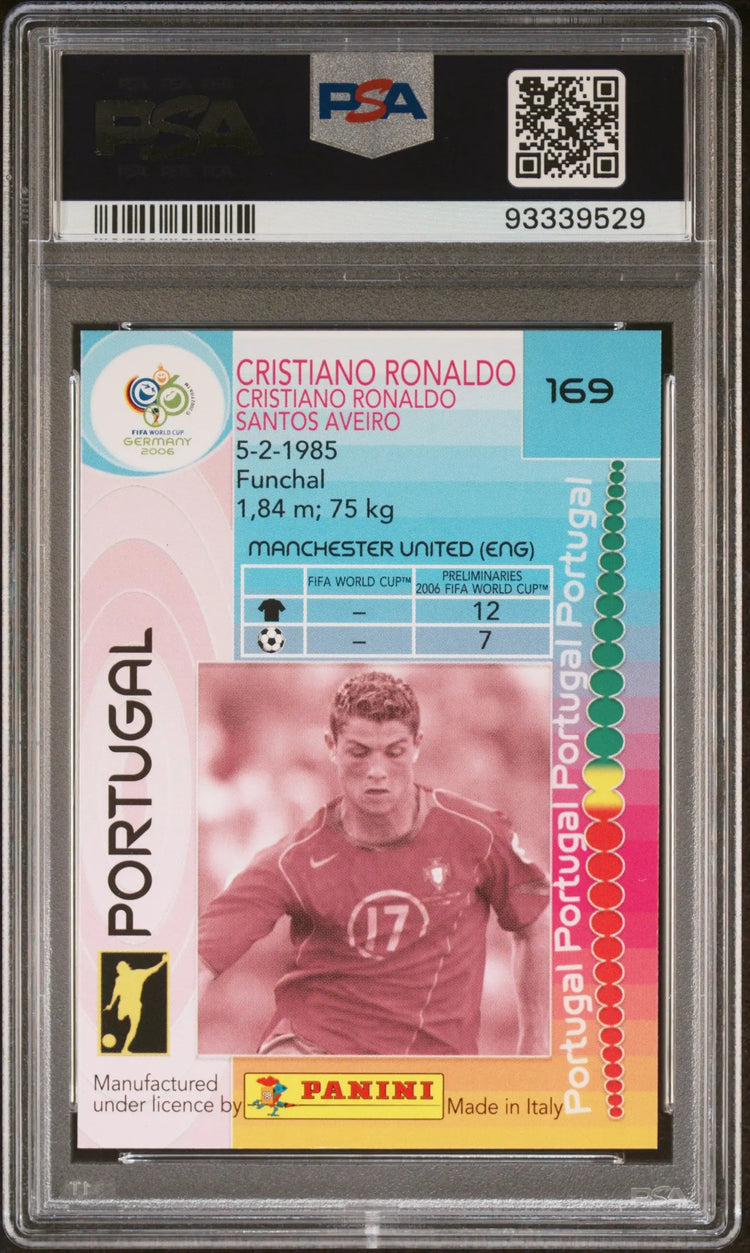 PSA
PSA
93339529
CRISTIANO RONALDO
CRISTIANO RONALDO
SANTOS AVEIRO
169
5-2-1985
Funchal
1,84 m; 75 kg
FIFA WORLD CUP
GERMANY
2006
MANCHESTER UNITED (ENG)
FIFA WORLD CUP™
PRELIMINARIES
2006 FIFA WORLD CUP™
– 12
– 7
PORTUGAL
Portugal Portugal Portugal Portugal
17
Manufactured
under licence by
PANINI
Made in Italy
PSA